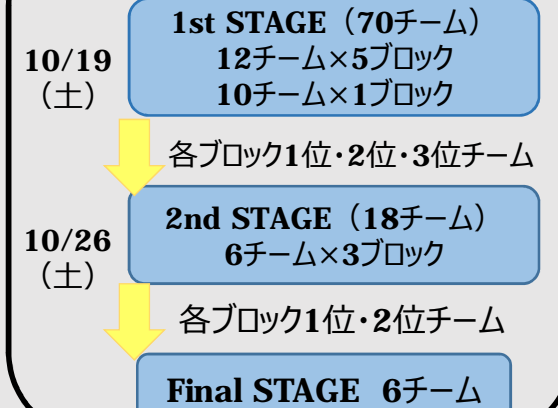 1st STAGE（70チーム）
10/19
（土）
12チーム×5ブロック
10チーム×1ブロック
各ブロック1位・2位・3位チーム
2nd STAGE（18チーム）
10/26
（土）
6チーム×3ブロック
各ブロック1位・2位チーム
Final STAGE 6チーム